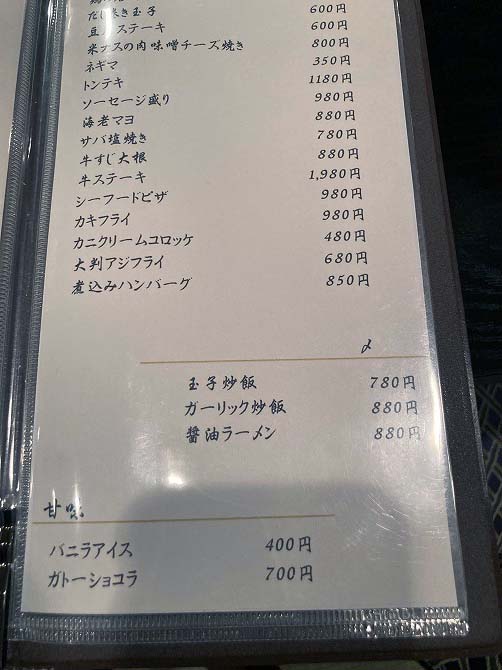 だし巻き玉子 600円
ステーキ 600円
米ナスの肉味噌チーズ焼き 800円
ネギマ 350円
トンテキ 1180円
ソーセージ盛り 980円
海老マヨ 880円
サバ塩焼き 780円
牛すじ大根 880円
牛ステーキ 1,980円
シーフードピザ 980円
カキフライ 980円
カニクリームコロッケ 480円
大判アジフライ 680円
煮込みハンバーグ 850円
〆
玉子炒飯 780円
ガーリック炒飯 880円
醤油ラーメン 880円
甘味
バニラアイス 400円
ガトーショコラ 700円